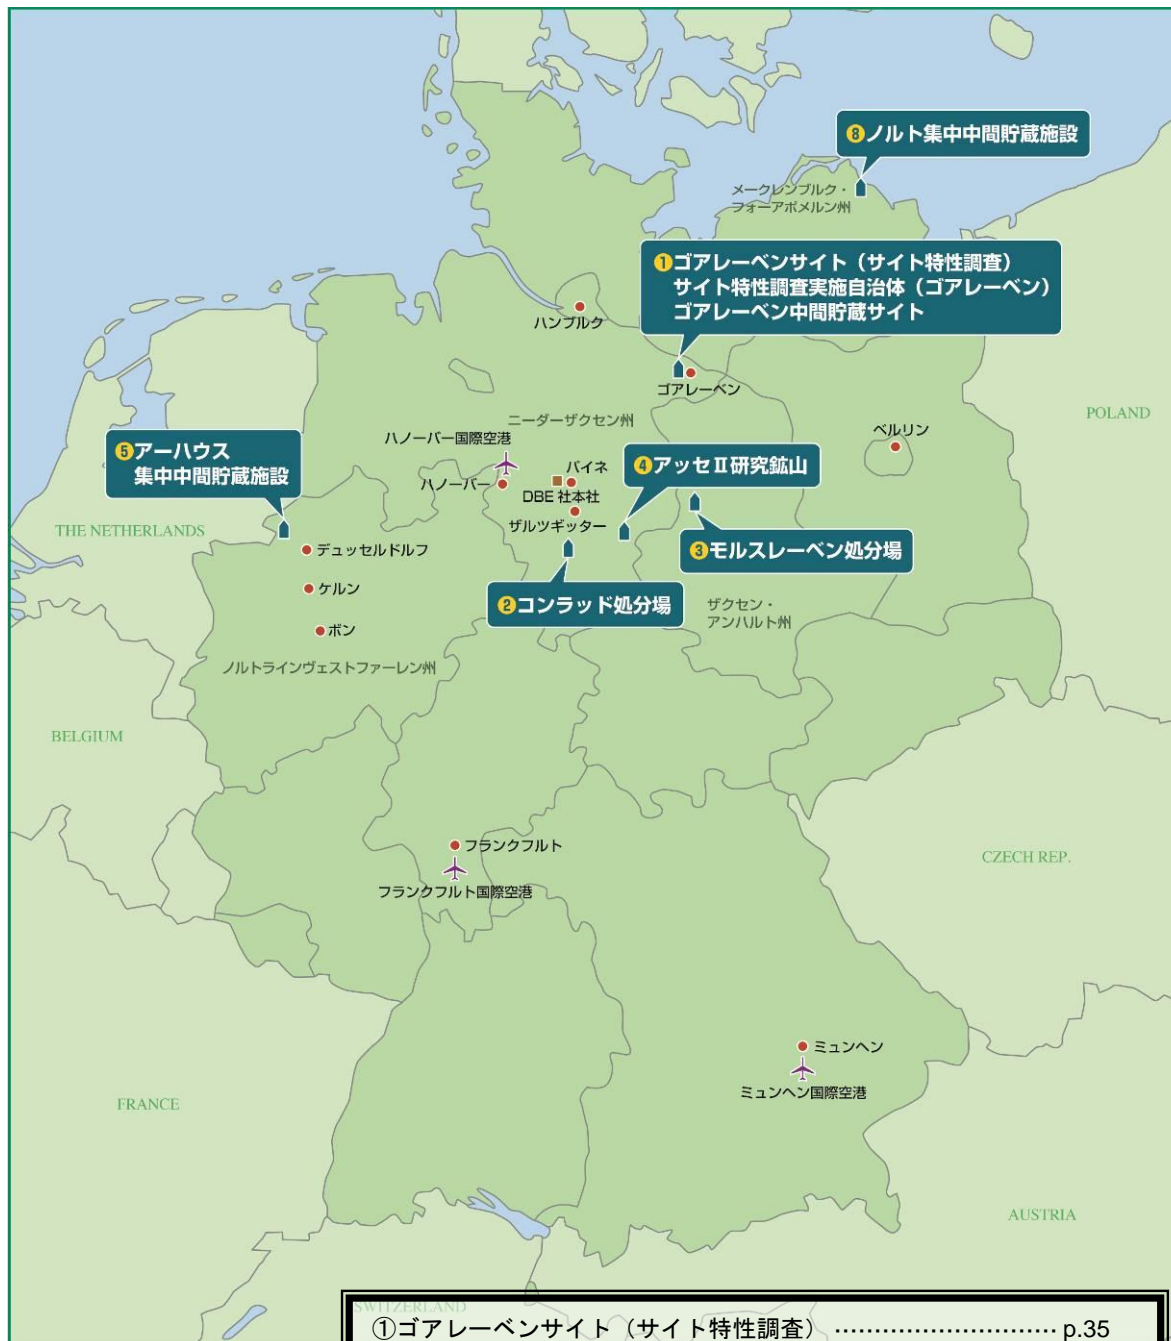 ⑧ノルト集中中間貯蔵施設
メークレンブルク・
フォーアポメルン州
①ゴアレーベンサイト（サイト特性調査）
サイト特性調査実施自治体（ゴアレーベン）
ゴアレーベン中間貯蔵サイト
ハンブルク
ゴアレーベン
POLAND
ニーダーザクセン州
ベルリン
ハノーバー国際空港
⑤アーハウス
集中中間貯蔵施設
パイネ
④アッセⅡ研究鉱山
ハノーバー
DBE 社本社
THE NETHERLANDS
ザルツギッター
デュッセルドルフ
③モルスレーベン処分場
ケルン
②コンラッド処分場
ザクセン・
アンハルト州
ボン
ノルトラインヴェストファーレン州
BELGIUM
フランクフルト
CZECH REP.
フランクフルト国際空港
ミュンヘン
ミュンヘン国際空港
FRANCE
AUSTRIA
SWITZERLAND
①ゴアレーベンサイト（サイト特性調査） ………………………… p.35